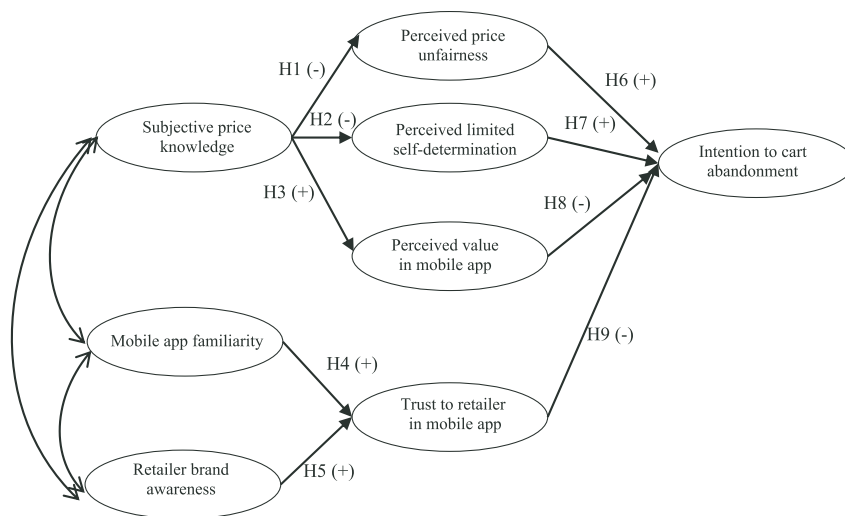 Perceived price
unfairness
H1 (-)
H6 (+)
H2 (-)
H7 (+)
Subjective price
knowledge
Perceived limited
self-determination
Intention to cart
abandonment
H3 (+)
H8 (-)
Perceived value
in mobile app
Mobile app familiarity
H9 (-)
H4 (+)
Trust to retailer
in mobile app
H5 (+)
Retailer brand
awareness